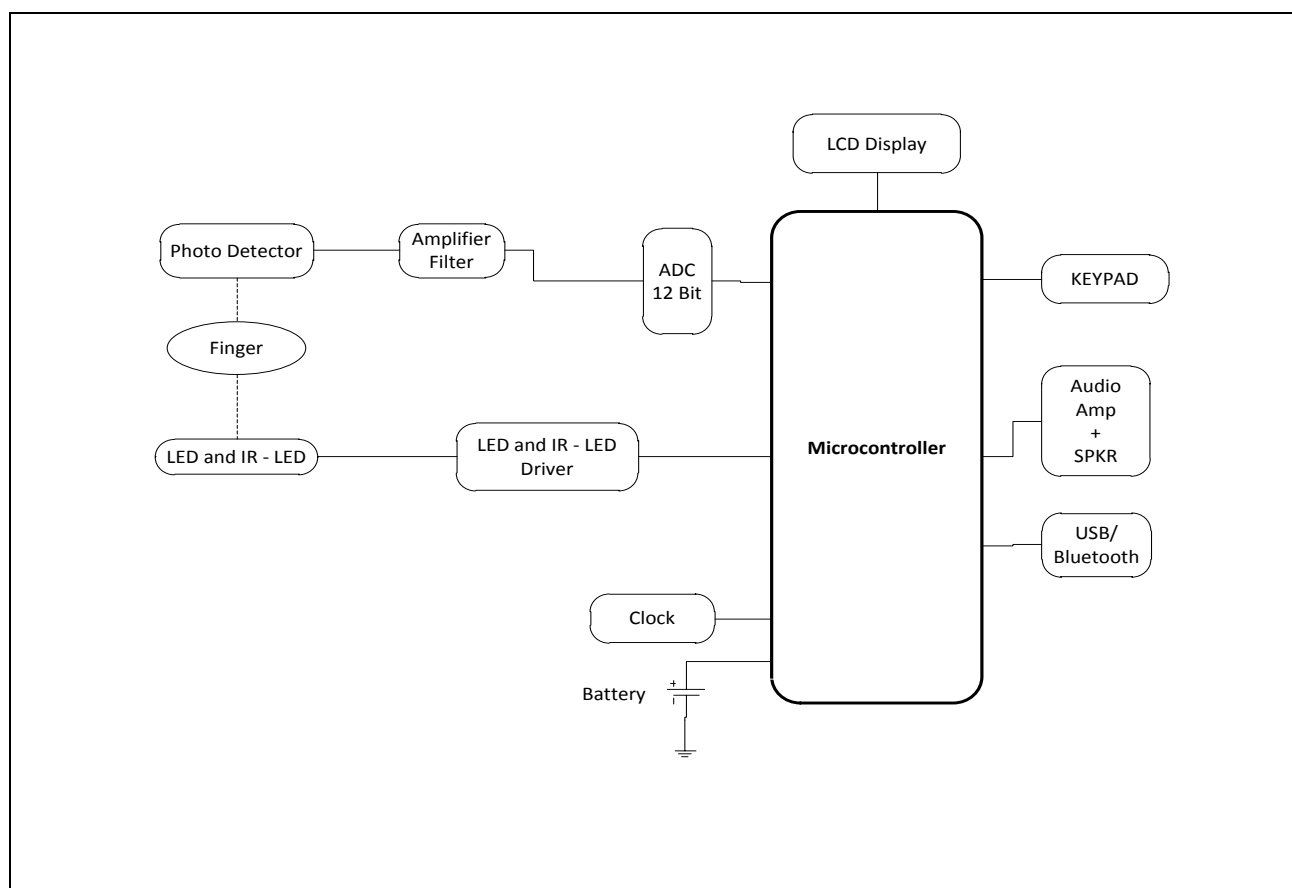 LCD Display
Photo Detector
Amplifier
Filter
ADC
12 Bit
KEYPAD
Finger
Audio
Amp
+
SPKR
LED and IR - LED
LED and IR - LED
Driver
Microcontroller
USB/
Bluetooth
Clock
Battery
+
-